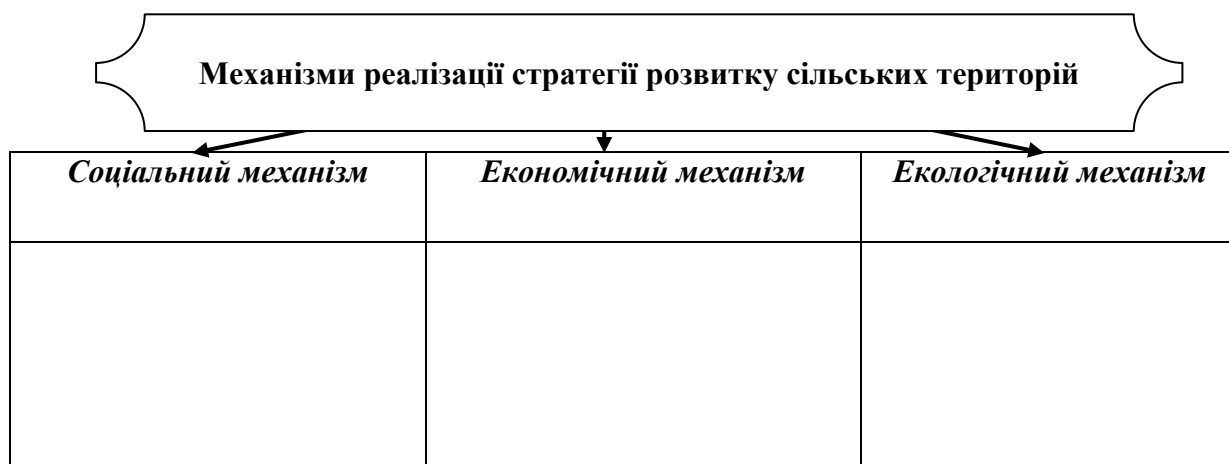 Механізми реалізації стратегії розвитку сільських територій
Соціальний механізм
Економічний механізм
Екологічний механізм